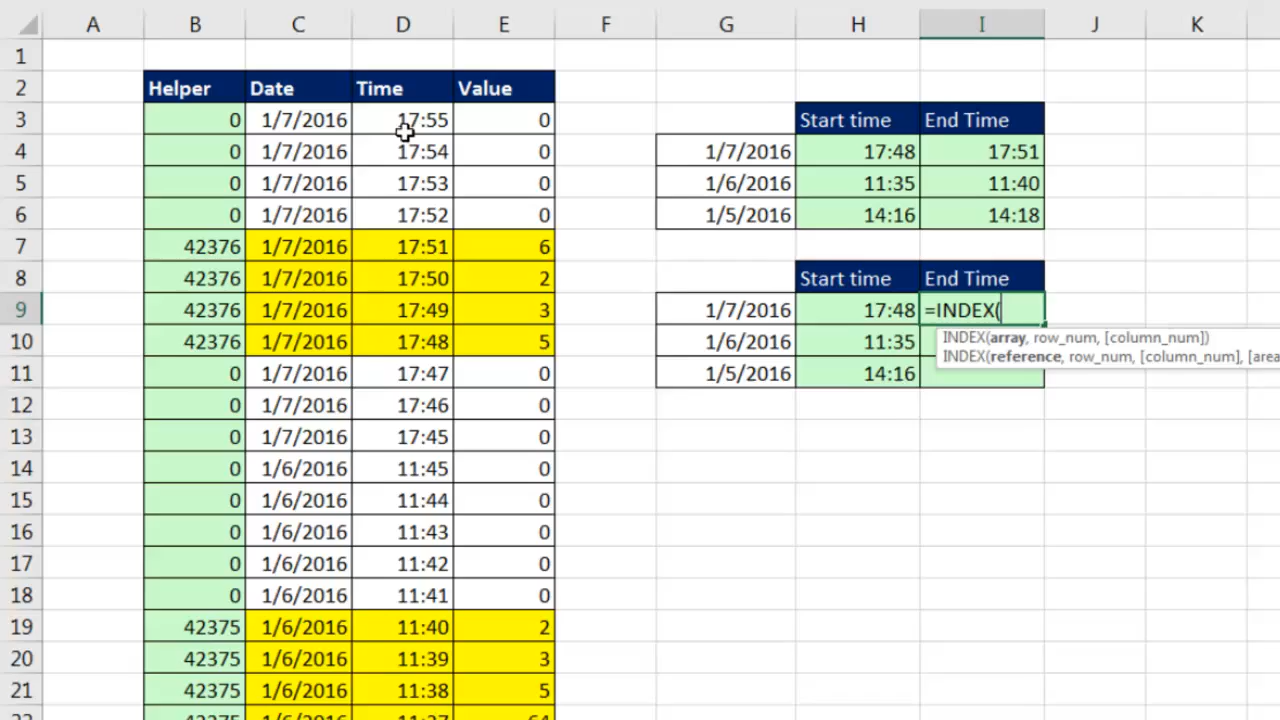 A B C D E F G H I J K
1
2 Helper Date Time Value
3 0 1/7/2016 17:55 0 Start time End Time
4 0 1/7/2016 17:54 0 1/7/2016 17:48 17:51
5 0 1/7/2016 17:53 0 1/6/2016 11:35 11:40
6 0 1/7/2016 17:52 0 1/5/2016 14:16 14:18
7 42376 1/7/2016 17:51 6
8 42376 1/7/2016 17:50 2 Start time End Time
9 42376 1/7/2016 17:49 3 1/7/2016 17:48 =INDEX(
INDEX(array, row_num, [column_num])
10 42376 1/7/2016 17:48 5 1/6/2016 11:35
INDEX(reference, row_num, [column_num], [area
11 0 1/7/2016 17:47 0 1/5/2016 14:16
12 0 1/7/2016 17:46 0
13 0 1/7/2016 17:45 0
14 0 1/6/2016 11:45 0
15 0 1/6/2016 11:44 0
16 0 1/6/2016 11:43 0
17 0 1/6/2016 11:42 0
18 0 1/6/2016 11:41 0
19 42375 1/6/2016 11:40 2
20 42375 1/6/2016 11:39 3
21 42375 1/6/2016 11:38 5
22 42375 1/6/2016 11:37 64